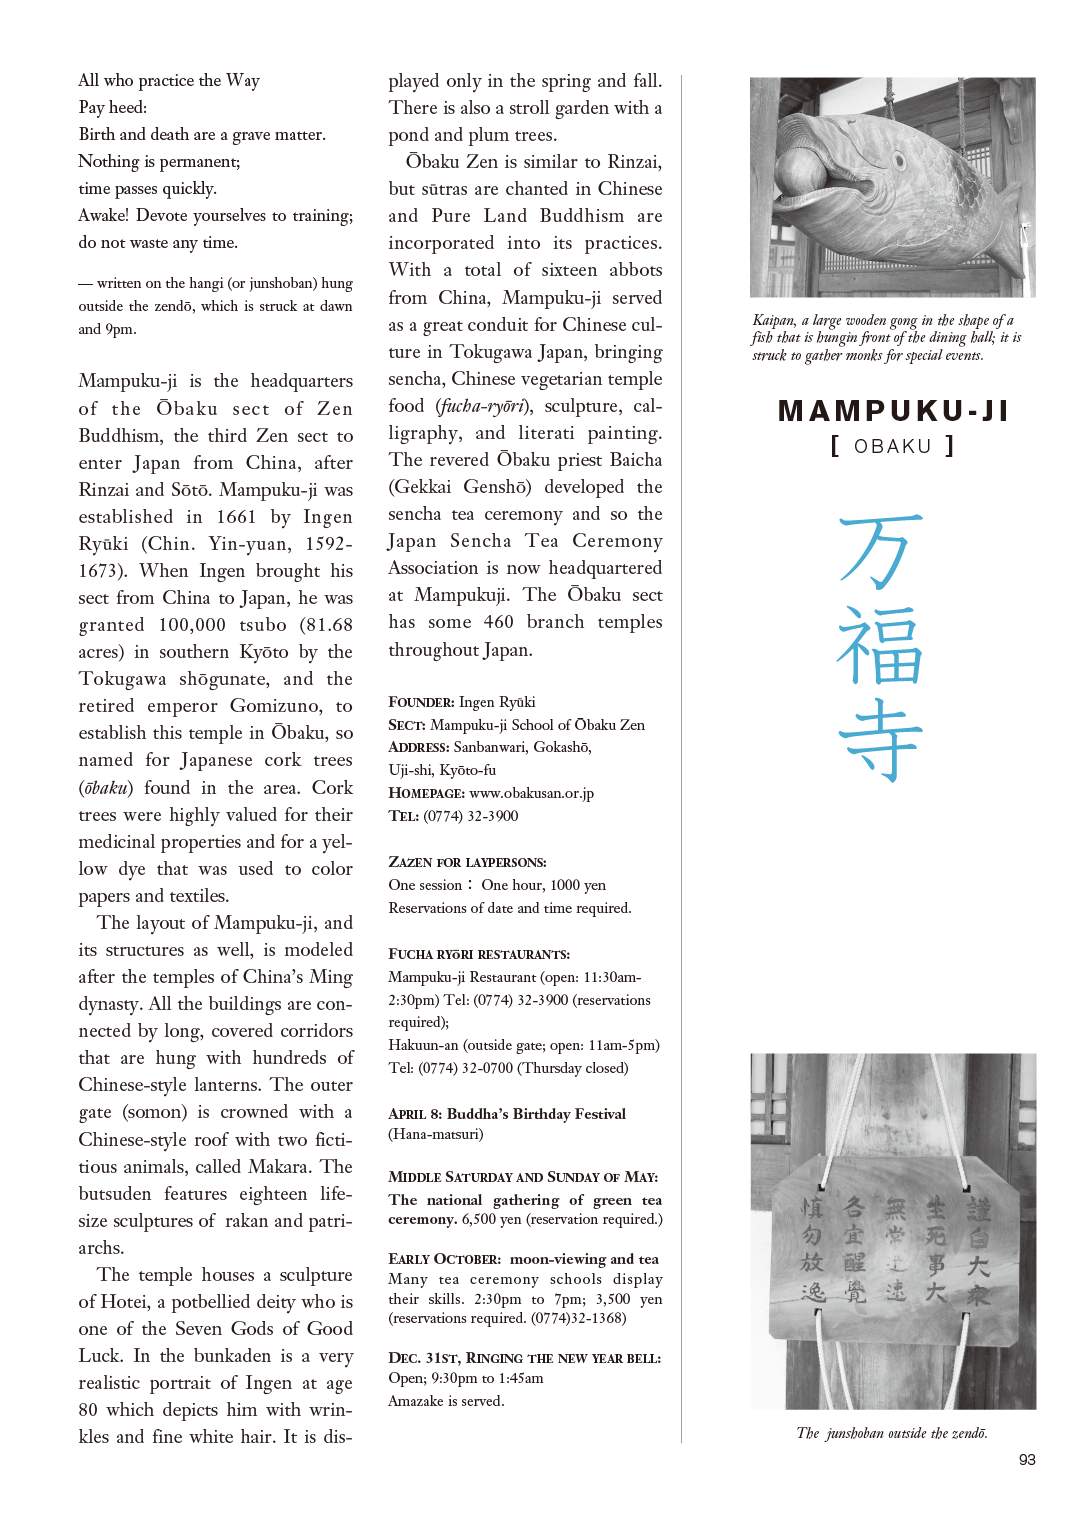 All who practice the Way
Pay heed:
Birth and death are a grave matter.
Nothing is permanent;
time passes quickly.
Awake! Devote yourselves to training;
do not waste any time.
— written on the hangi (or junshoban) hung
outside the zendō, which is struck at dawn
and 9pm.
Mampuku-ji is the headquarters
of the Ōbaku sect of Zen
Buddhism, the third Zen sect to
enter Japan from China, after
Rinzai and Sōtō. Mampuku-ji was
established in 1661 by Ingen
Ryūki (Chin. Yin-yuan, 1592-
1673). When Ingen brought his
sect from China to Japan, he was
granted 100,000 tsubo (81.68
acres) in southern Kyōto by the
Tokugawa shōgunate, and the
retired emperor Gomizuno, to
establish this temple in Ōbaku, so
named for Japanese cork trees
(ōbaku) found in the area. Cork
trees were highly valued for their
medicinal properties and for a yel-
low dye that was used to color
papers and textiles.
The layout of Mampuku-ji, and
its structures as well, is modeled
after the temples of China's Ming
dynasty. All the buildings are con-
nected by long, covered corridors
that are hung with hundreds of
Chinese-style lanterns. The outer
gate (somon) is crowned with a
Chinese-style roof with two ficti-
tious animals, called Makara. The
butsuden features eighteen life-
size sculptures of rakan and patri-
archs.
The temple houses a sculpture
of Hotei, a potbellied deity who is
one of the Seven Gods of Good
Luck. In the bunkaden is a very
realistic portrait of Ingen at age
80 which depicts him with wrin-
kles and fine white hair. It is dis-
played only in the spring and fall.
There is also a stroll garden with a
pond and plum trees.
Ōbaku Zen is similar to Rinzai,
but sūtras are chanted in Chinese
and Pure Land Buddhism are
incorporated into its practices.
With a total of sixteen abbots
from China, Mampuku-ji served
as a great conduit for Chinese cul-
ture in Tokugawa Japan, bringing
sencha, Chinese vegetarian temple
food (fucha-ryōri), sculpture, cal-
ligraphy, and literati painting.
The revered Ōbaku priest Baicha
(Gekkai Genshō) developed the
sencha tea ceremony and so the
Japan Sencha Tea Ceremony
Association is now headquartered
at Mampukuji. The Ōbaku sect
has some 460 branch temples
throughout Japan.
FOUNDER: Ingen Ryūki
SECT: Mampuku-ji School of Ōbaku Zen
ADDRESS: Sanbanwari, Gokashō,
Uji-shi, Kyōto-fu
HOMEPAGE: www.obakusan.or.jp
TEL: (0774) 32-3900
ZAZEN FOR LAYPERSONS:
One session： One hour, 1000 yen
Reservations of date and time required.
FUCHA RYōRI RESTAURANTS:
Mampuku-ji Restaurant (open: 11:30am-
2:30pm) Tel: (0774) 32-3900 (reservations
required);
Hakuun-an (outside gate; open: 11am-5pm)
Tel: (0774) 32-0700 (Thursday closed)
APRIL 8: Buddha's Birthday Festival
(Hana-matsuri)
MIDDLE SATURDAY AND SUNDAY OF MAY:
The national gathering of green tea
ceremony. 6,500 yen (reservation required.)
EARLY OCTOBER: moon-viewing and tea
Many tea ceremony schools display
their skills. 2:30pm to 7pm; 3,500 yen
(reservations required. (0774)32-1368)
DEC. 31ST, RINGING THE NEW YEAR BELL:
Open; 9:30pm to 1:45am
Amazake is served.
Kaipan, a large wooden gong in the shape of a
fish that is hungin front of the dining hall; it is
struck to gather monks for special events.
MAMPUKU-JI
[ OBAKU ]
万福寺
謹白大衆
生死事大
無常迅速
各宜醒覺
慎勿放逸
The junshoban outside the zendō.
93